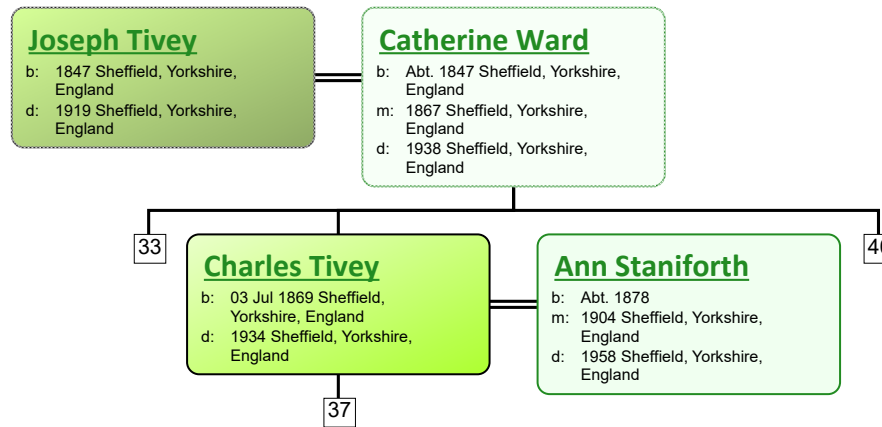 Joseph Tivey
b: 1847 Sheffield, Yorkshire,
England
d: 1919 Sheffield, Yorkshire,
England
Catherine Ward
b: Abt. 1847 Sheffield, Yorkshire,
England
m: 1867 Sheffield, Yorkshire,
England
d: 1938 Sheffield, Yorkshire,
England
33
Charles Tivey
b: 03 Jul 1869 Sheffield,
Yorkshire, England
d: 1934 Sheffield, Yorkshire,
England
Ann Staniforth
b: Abt. 1878
m: 1904 Sheffield, Yorkshire,
England
d: 1958 Sheffield, Yorkshire,
England
37